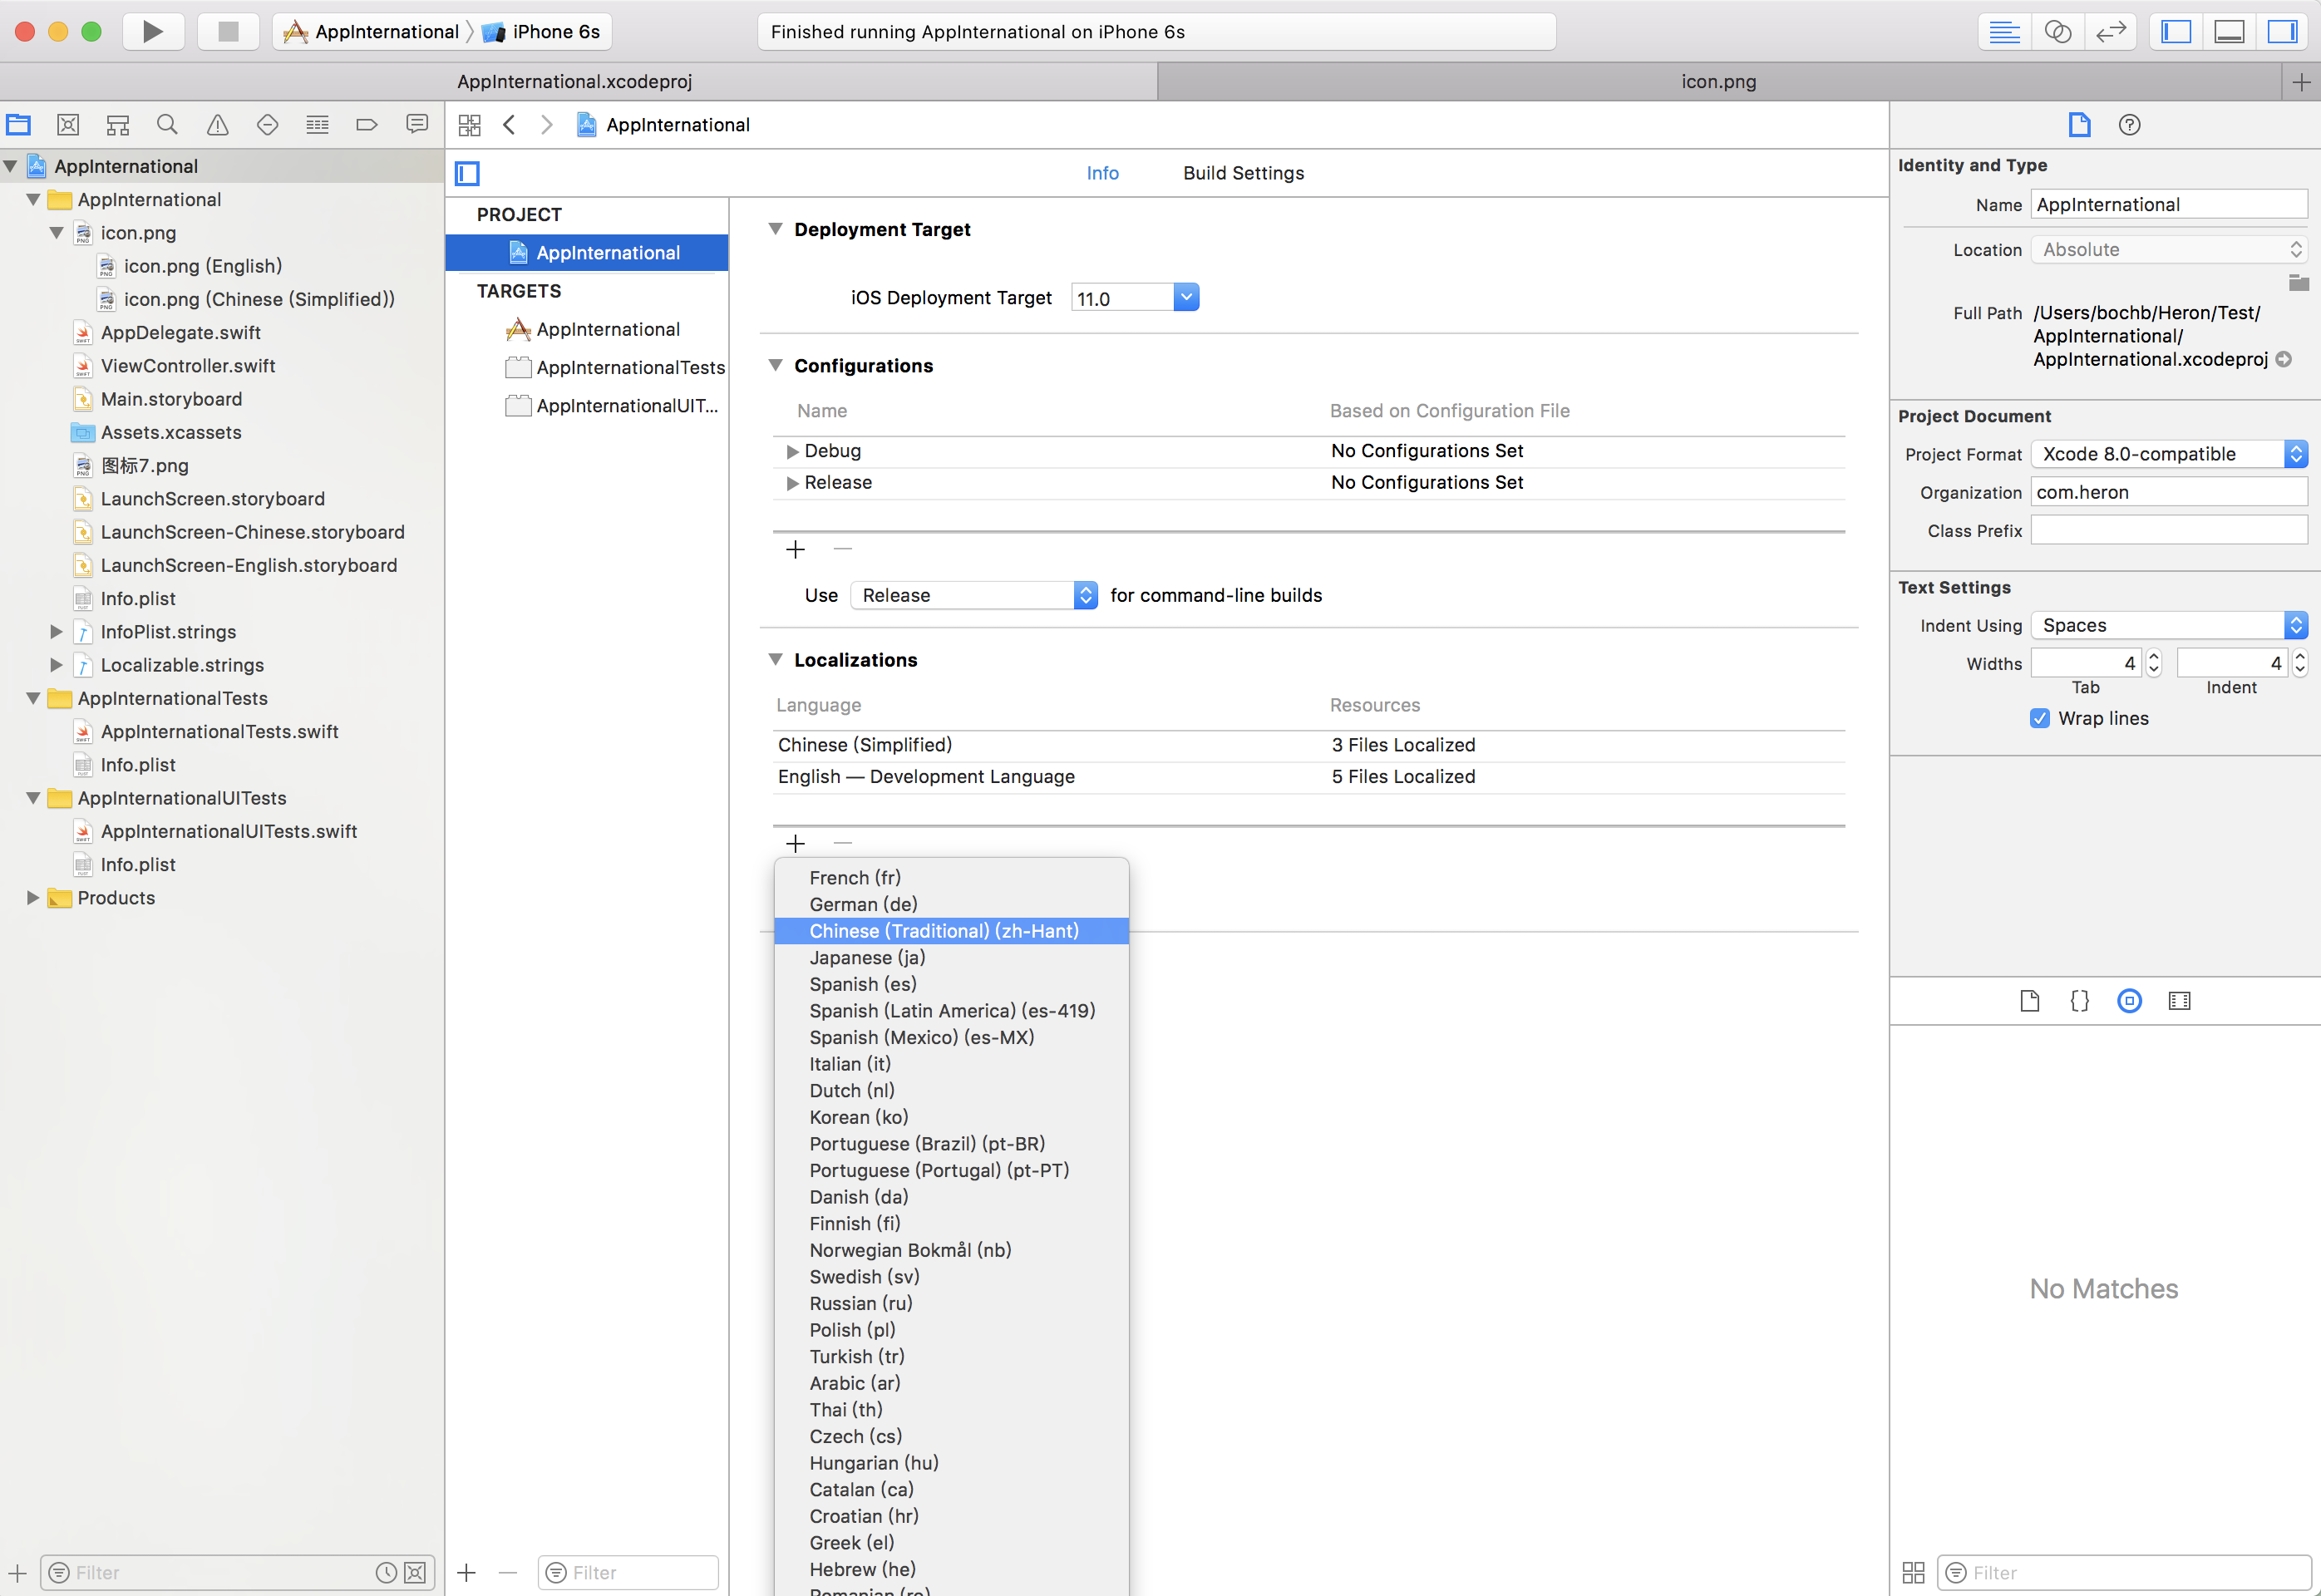 AppInternational
iPhone 6s
Finished running AppInternational on iPhone 6s
AppInternational.xcodeproj
icon.png
AppInternational
AppInternational
icon.png
icon.png (English)
icon.png (Chinese (Simplified))
AppDelegate.swift
ViewController.swift
Main.storyboard
Assets.xcassets
图标7.png
LaunchScreen.storyboard
LaunchScreen-Chinese.storyboard
LaunchScreen-English.storyboard
Info.plist
InfoPlist.strings
Localizable.strings
AppInternationalTests
AppInternationalTests.swift
Info.plist
AppInternationalUITests
AppInternationalUITests.swift
Info.plist
Products
Filter
AppInternational
Info
Build Settings
PROJECT
AppInternational
TARGETS
AppInternational
AppInternationalTests
AppInternationalUIT...
Filter
Deployment Target
iOS Deployment Target 11.0
Configurations
Name Based on Configuration File
Debug No Configurations Set
Release No Configurations Set
Use Release for command-line builds
Localizations
Language Resources
Chinese (Simplified) 3 Files Localized
English — Development Language 5 Files Localized
French (fr)
German (de)
Chinese (Traditional) (zh-Hant)
Japanese (ja)
Spanish (es)
Spanish (Latin America) (es-419)
Spanish (Mexico) (es-MX)
Italian (it)
Dutch (nl)
Korean (ko)
Portuguese (Brazil) (pt-BR)
Portuguese (Portugal) (pt-PT)
Danish (da)
Finnish (fi)
Norwegian Bokmål (nb)
Swedish (sv)
Russian (ru)
Polish (pl)
Turkish (tr)
Arabic (ar)
Thai (th)
Czech (cs)
Hungarian (hu)
Catalan (ca)
Croatian (hr)
Greek (el)
Hebrew (he)
Romanian (ro)
Identity and Type
Name AppInternational
Location Absolute
Full Path /Users/bochb/Heron/Test/
AppInternational/
AppInternational.xcodeproj
Project Document
Project Format Xcode 8.0-compatible
Organization com.heron
Class Prefix
Text Settings
Indent Using Spaces
Widths 4 4
Tab Indent
Wrap lines
No Matches
Filter